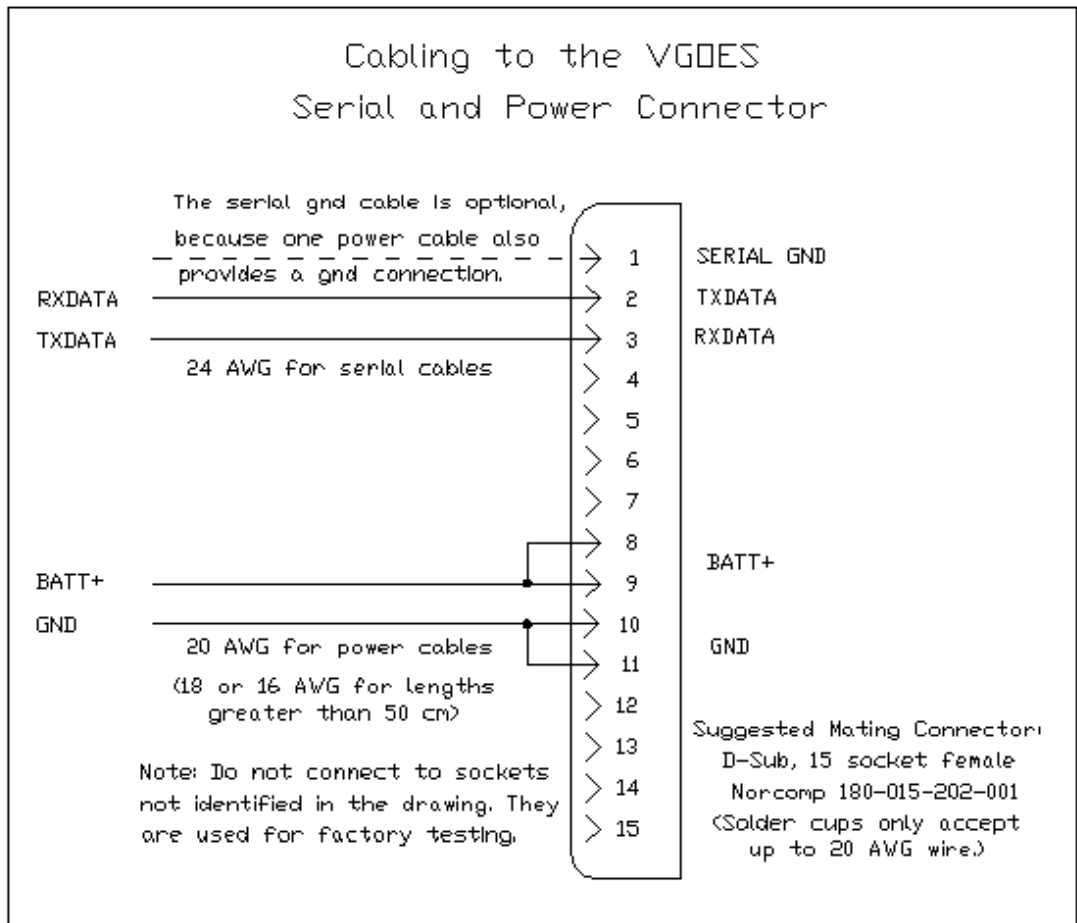 Cabling to the VGOES
Serial and Power Connector
The serial gnd cable is optional,
because one power cable also
provides a gnd connection.
1 SERIAL GND
RXDATA 2 TXDATA
TXDATA 3 RXDATA
24 AWG for serial cables
4
5
6
7
8
BATT+
BATT+ 9
GND 10
GND
20 AWG for power cables
11
(18 or 16 AWG for lengths
greater than 50 cm)
12
13
14
15
Suggested Mating Connector:
D-Sub, 15 socket female
Norcomp 180-015-202-001
(Solder cups only accept
up to 20 AWG wire.)
Note: Do not connect to sockets
not identified in the drawing. They
are used for factory testing.